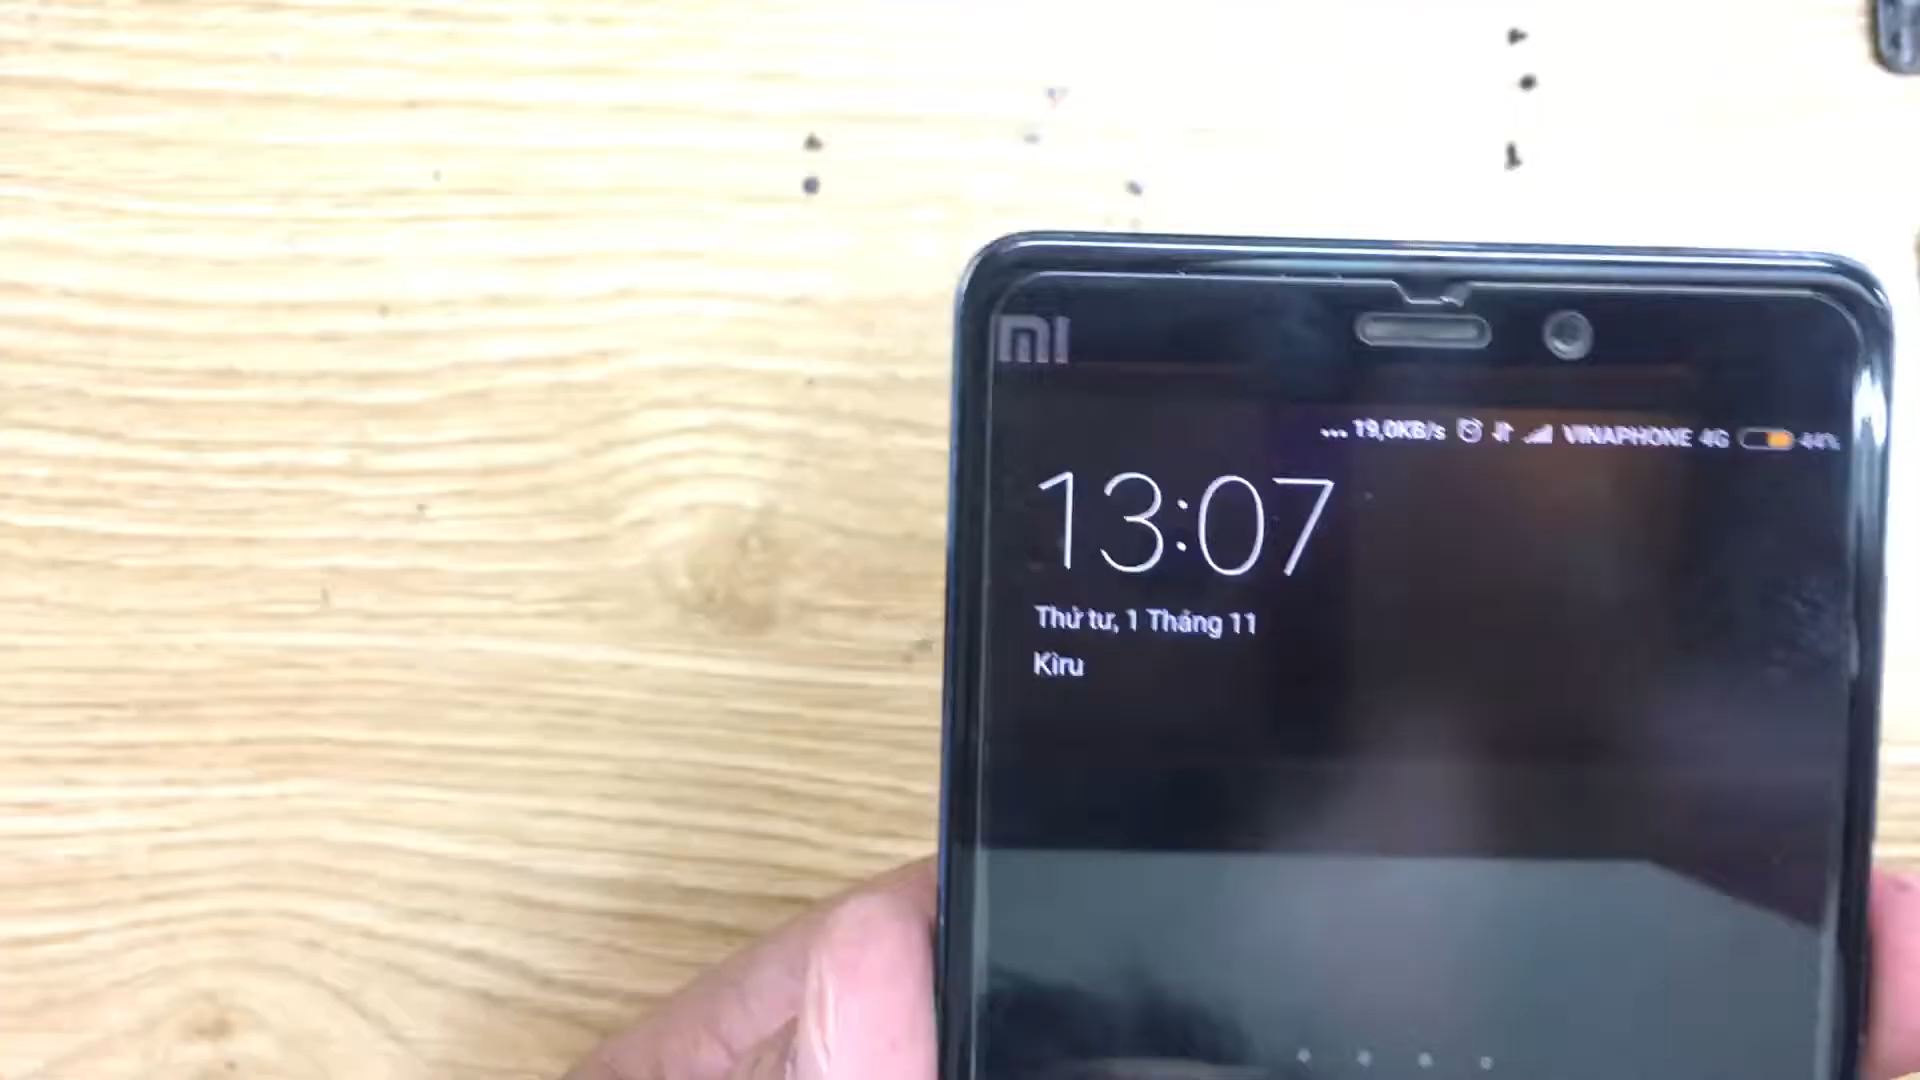 mi
... 19,0KB/s VINAPHONE 4G 44%
13:07
Thứ tư, 1 Tháng 11
Kiru